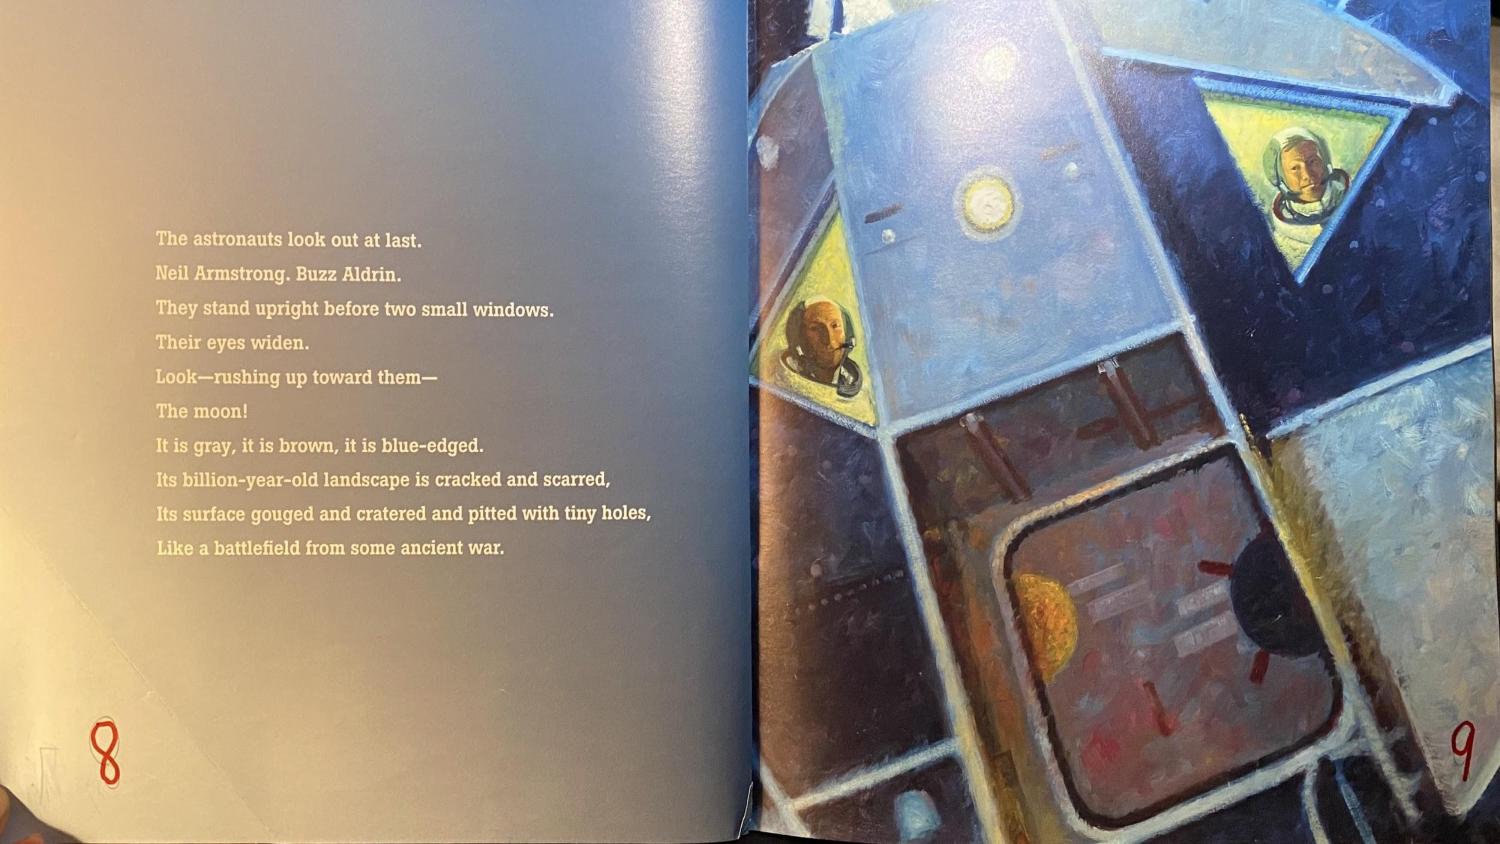 The astronauts look out at last.
Neil Armstrong. Buzz Aldrin.
They stand upright before two small windows.
Their eyes widen.
Look—rushing up toward them—
The moon!
It is gray, it is brown, it is blue-edged.
Its billion-year-old landscape is cracked and scarred,
Its surface gouged and cratered and pitted with tiny holes,
Like a battlefield from some ancient war.
8
9